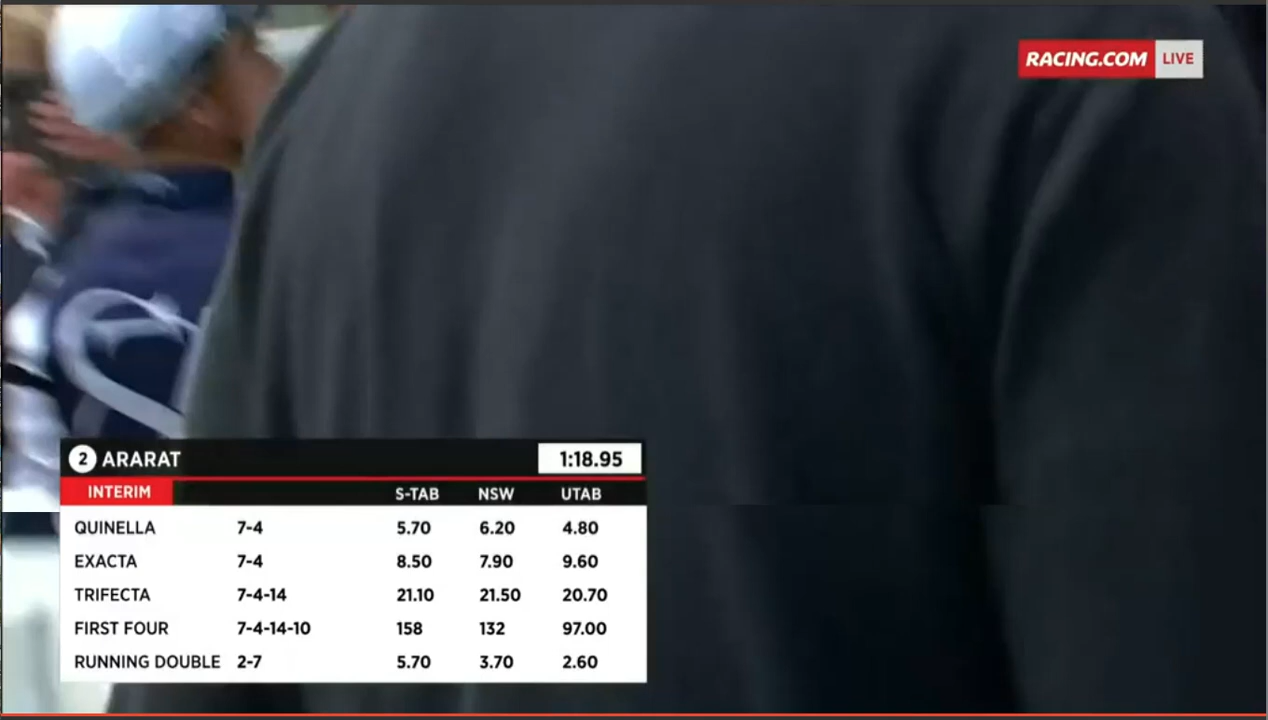 RACING.COM LIVE
2 ARARAT 1:18.95
INTERIM S-TAB NSW UTAB
QUINELLA 7-4 5.70 6.20 4.80
EXACTA 7-4 8.50 7.90 9.60
TRIFECTA 7-4-14 21.10 21.50 20.70
FIRST FOUR 7-4-14-10 158 132 97.00
RUNNING DOUBLE 2-7 5.70 3.70 2.60